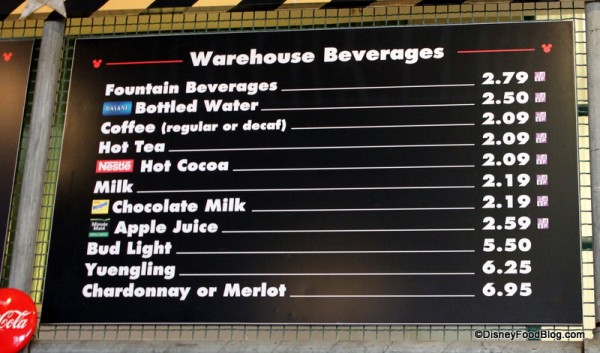 Warehouse Beverages
Fountain Beverages 2.79
DASANI Bottled Water 2.50
Coffee (regular or decaf) 2.09
Hot Tea 2.09
Nestlé Hot Cocoa 2.09
Milk 2.19
Chocolate Milk 2.19
Minute Maid Apple Juice 2.59
Bud Light 5.50
Yuengling 6.25
Chardonnay or Merlot 6.95
Cola
©DisneyFoodBlog.com